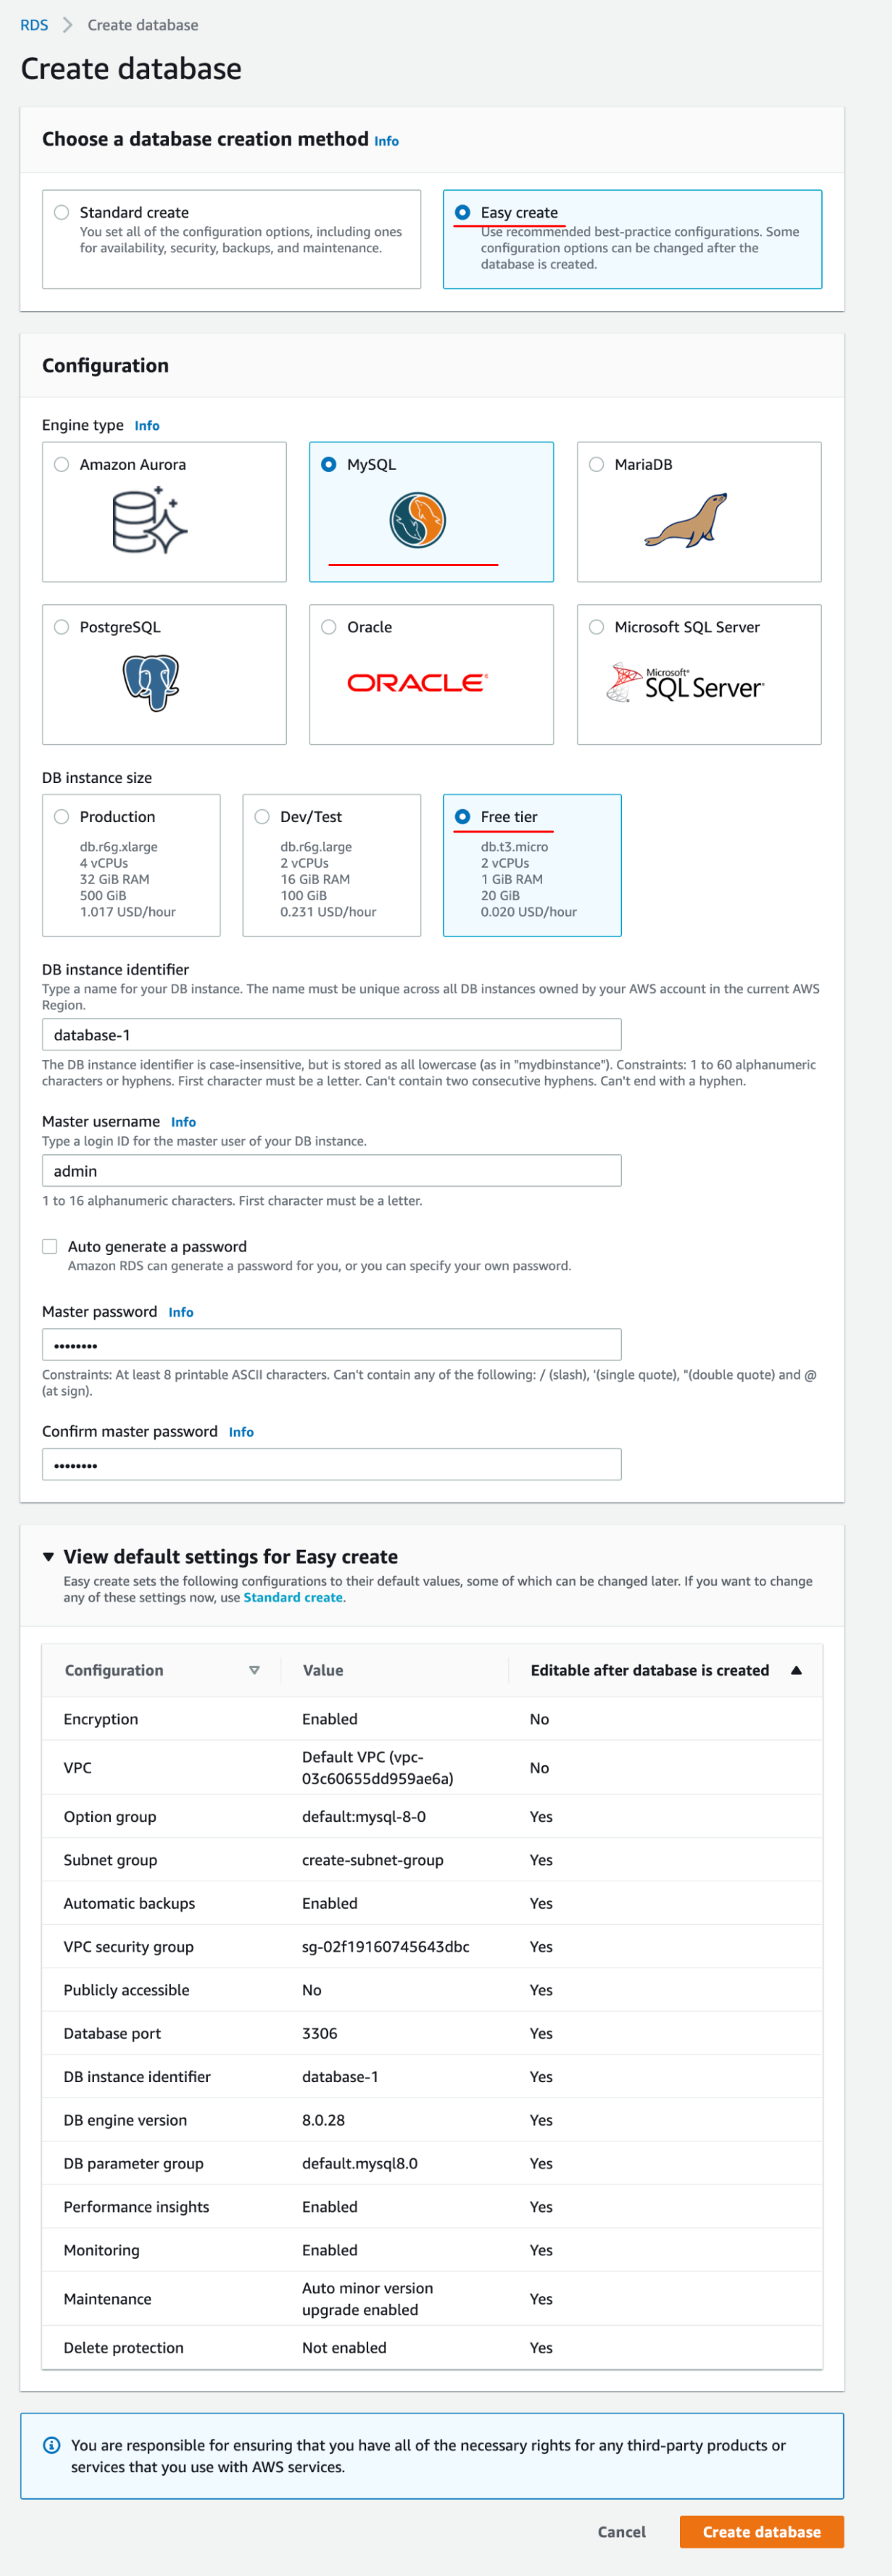 RDS > Create database
Create database
Choose a database creation method Info
Standard create
You set all of the configuration options, including ones
for availability, security, backups, and maintenance.
Easy create
Use recommended best-practice configurations. Some
configuration options can be changed after the
database is created.
Configuration
Engine type Info
Amazon Aurora
MySQL
MariaDB
PostgreSQL
Oracle
ORACLE
Microsoft SQL Server
Microsoft®
SQL Server
DB instance size
Production
db.r6g.xlarge
4 vCPUs
32 GiB RAM
500 GiB
1.017 USD/hour
Dev/Test
db.r6g.large
2 vCPUs
16 GiB RAM
100 GiB
0.231 USD/hour
Free tier
db.t3.micro
2 vCPUs
1 GiB RAM
20 GiB
0.020 USD/hour
DB instance identifier
Type a name for your DB instance. The name must be unique across all DB instances owned by your AWS account in the current AWS
Region.
database-1
The DB instance identifier is case-insensitive, but is stored as all lowercase (as in "mydbinstance"). Constraints: 1 to 60 alphanumeric
characters or hyphens. First character must be a letter. Can't contain two consecutive hyphens. Can't end with a hyphen.
Master username Info
Type a login ID for the master user of your DB instance.
admin
1 to 16 alphanumeric characters. First character must be a letter.
Auto generate a password
Amazon RDS can generate a password for you, or you can specify your own password.
Master password Info
••••••••
Constraints: At least 8 printable ASCII characters. Can't contain any of the following: / (slash), '(single quote), "(double quote) and @
(at sign).
Confirm master password Info
••••••••
View default settings for Easy create
Easy create sets the following configurations to their default values, some of which can be changed later. If you want to change
any of these settings now, use Standard create.
Configuration Value Editable after database is created
Encryption Enabled No
VPC Default VPC (vpc-
03c60655dd959ae6a) No
Option group default:mysql-8-0 Yes
Subnet group create-subnet-group Yes
Automatic backups Enabled Yes
VPC security group sg-02f19160745643dbc Yes
Publicly accessible No Yes
Database port 3306 Yes
DB instance identifier database-1 Yes
DB engine version 8.0.28 Yes
DB parameter group default.mysql8.0 Yes
Performance insights Enabled Yes
Monitoring Enabled Yes
Maintenance Auto minor version
upgrade enabled Yes
Delete protection Not enabled Yes
You are responsible for ensuring that you have all of the necessary rights for any third-party products or
services that you use with AWS services.
Cancel Create database